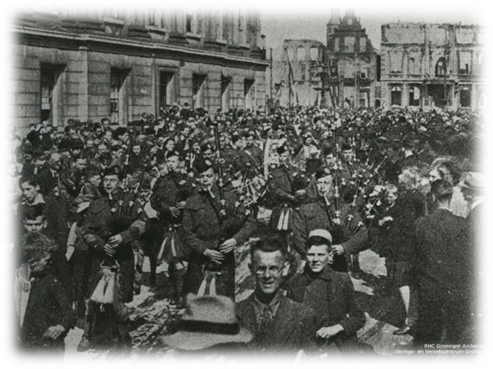 RHC Groninger Archieven
Oorlogs- en Verzetscentrum Groningen